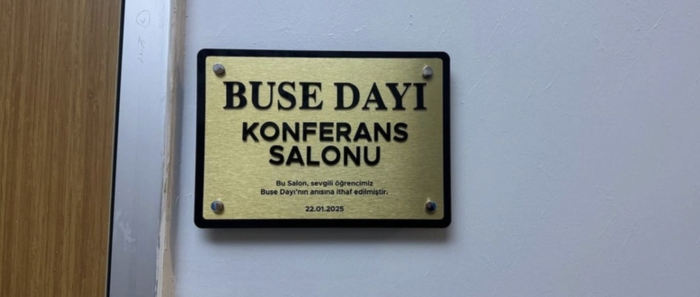 BUSE DAYI
KONFERANS
SALONU
Bu Salon, sevgili öğrencimiz
Buse Dayı'nın anısına ithaf edilmiştir.
22.01.2025